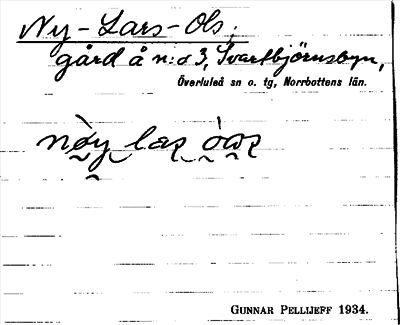 Ny-Lars-Ols,
gård å n:o 3, Svartbjörnsbyn,
Överluleå sn o. tg, Norrbottens län.
GUNNAR PELLIJEFF 1934.